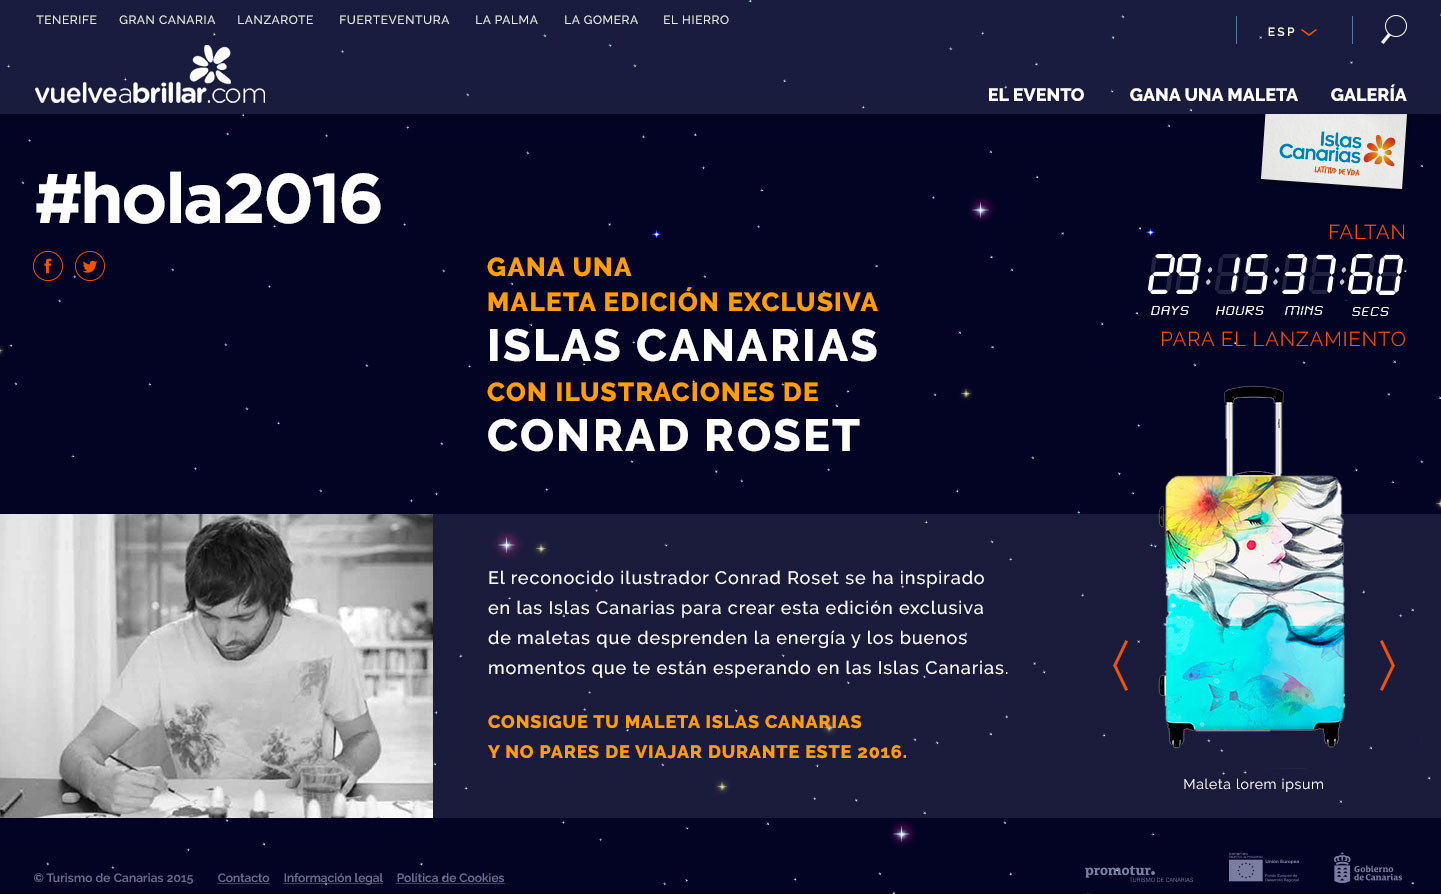 TENERIFE GRAN CANARIA LANZAROTE FUERTEVENTURA LA PALMA LA GOMERA EL HIERRO
ESP
vuelveabrillar.com
EL EVENTO GANA UNA MALETA GALERÍA
Islas
Canarias
LATITUD DE VIDA
#hola2016
FALTAN
29:15:37:60
DAYS HOURS MINS SECS
PARA EL LANZAMIENTO
GANA UNA
MALETA EDICIÓN EXCLUSIVA
ISLAS CANARIAS
CON ILUSTRACIONES DE
CONRAD ROSET
El reconocido ilustrador Conrad Roset se ha inspirado
en las Islas Canarias para crear esta edición exclusiva
de maletas que desprenden la energía y los buenos
momentos que te están esperando en las Islas Canarias.
CONSIGUE TU MALETA ISLAS CANARIAS
Y NO PARES DE VIAJAR DURANTE ESTE 2016.
Maleta lorem ipsum
© Turismo de Canarias 2015 Contacto Información legal Política de Cookies
promotur.
TURISMO DE CANARIAS
Unión Europea
Fondo Europeo de
Desarrollo Regional
Gobierno
de Canarias